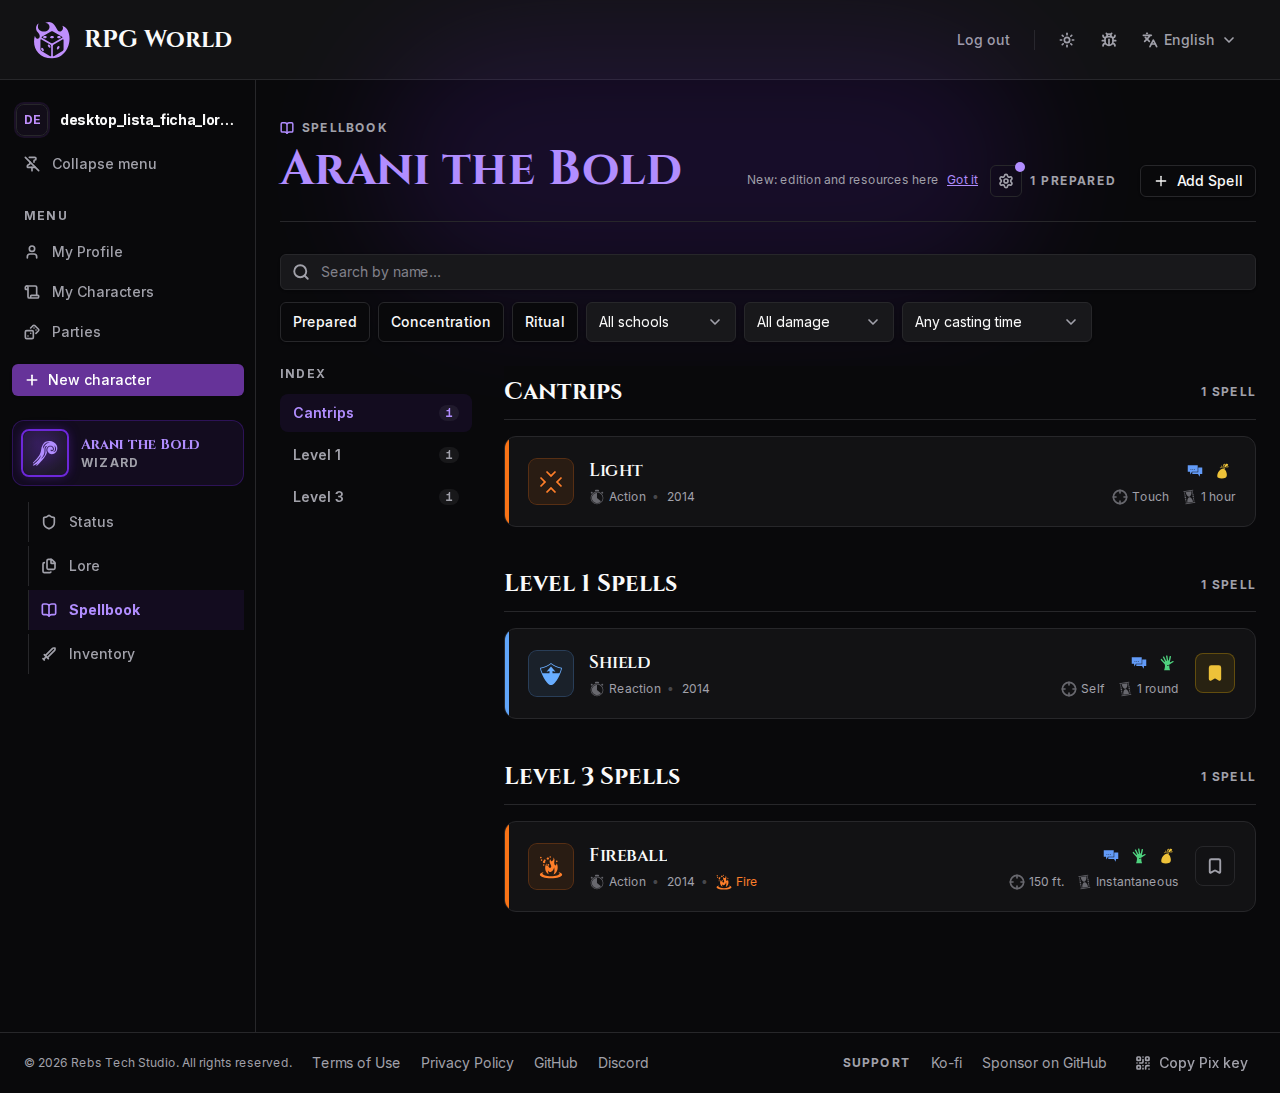 RPG World
Log out
English
DE
desktop_lista_ficha_lor...
Collapse menu
MENU
My Profile
My Characters
Parties
New character
Arani the Bold
WIZARD
Status
Lore
Spellbook
Inventory
SPELLBOOK
Arani the Bold
New: edition and resources here Got it
1 PREPARED
Add Spell
Search by name...
Prepared
Concentration
Ritual
All schools
All damage
Any casting time
INDEX
Cantrips 1
Level 1 1
Level 3 1
Cantrips
1 SPELL
Light
Action • 2014
Touch
1 hour
Level 1 Spells
1 SPELL
Shield
Reaction • 2014
Self
1 round
Level 3 Spells
1 SPELL
Fireball
Action • 2014 • Fire
150 ft.
Instantaneous
© 2026 Rebs Tech Studio. All rights reserved.
Terms of Use
Privacy Policy
GitHub
Discord
SUPPORT
Ko-fi
Sponsor on GitHub
Copy Pix key